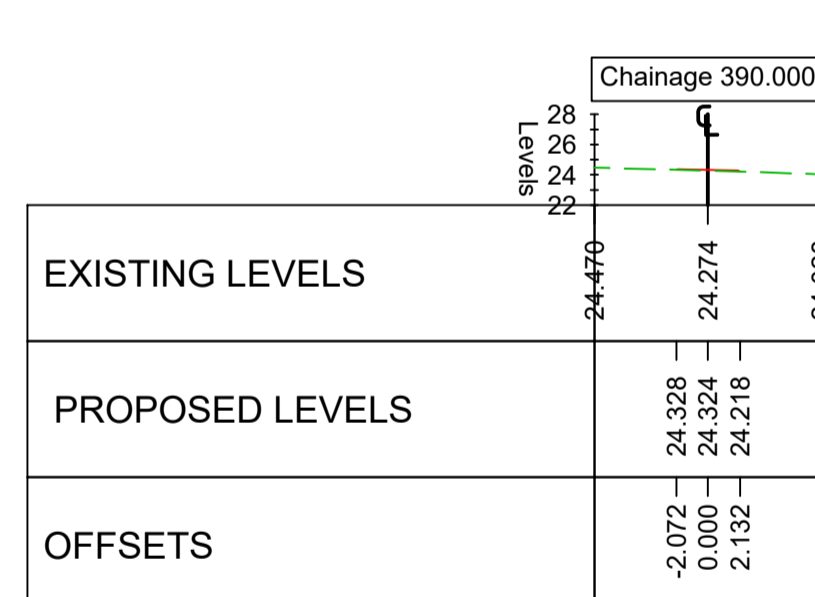 Chainage 390.000
Levels
28
26
24
22
EXISTING LEVELS 24.470 24.274
PROPOSED LEVELS 24.328 24.324 24.218
OFFSETS -2.072 0.000 2.132